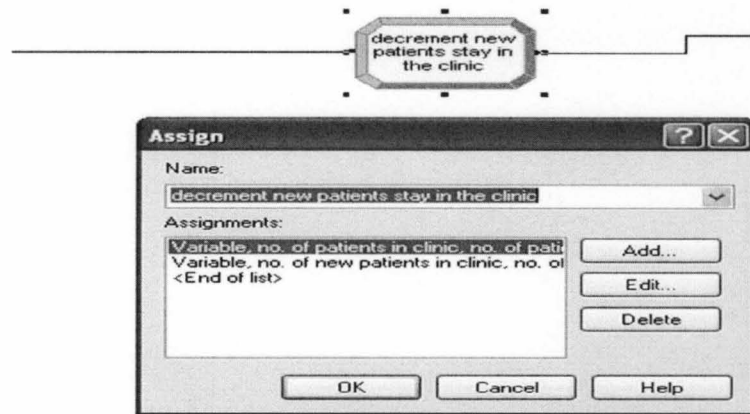 decrement new
patients stay in
the clinic
Assign
?
Name:
decrement new patients stay in the clinic
Assignments:
Variable, no. of patients in clinic, no. of pati
Add...
Variable, no. of new patients in clinic, no. of
<End of list>
Edit...
Delete
OK Cancel Help